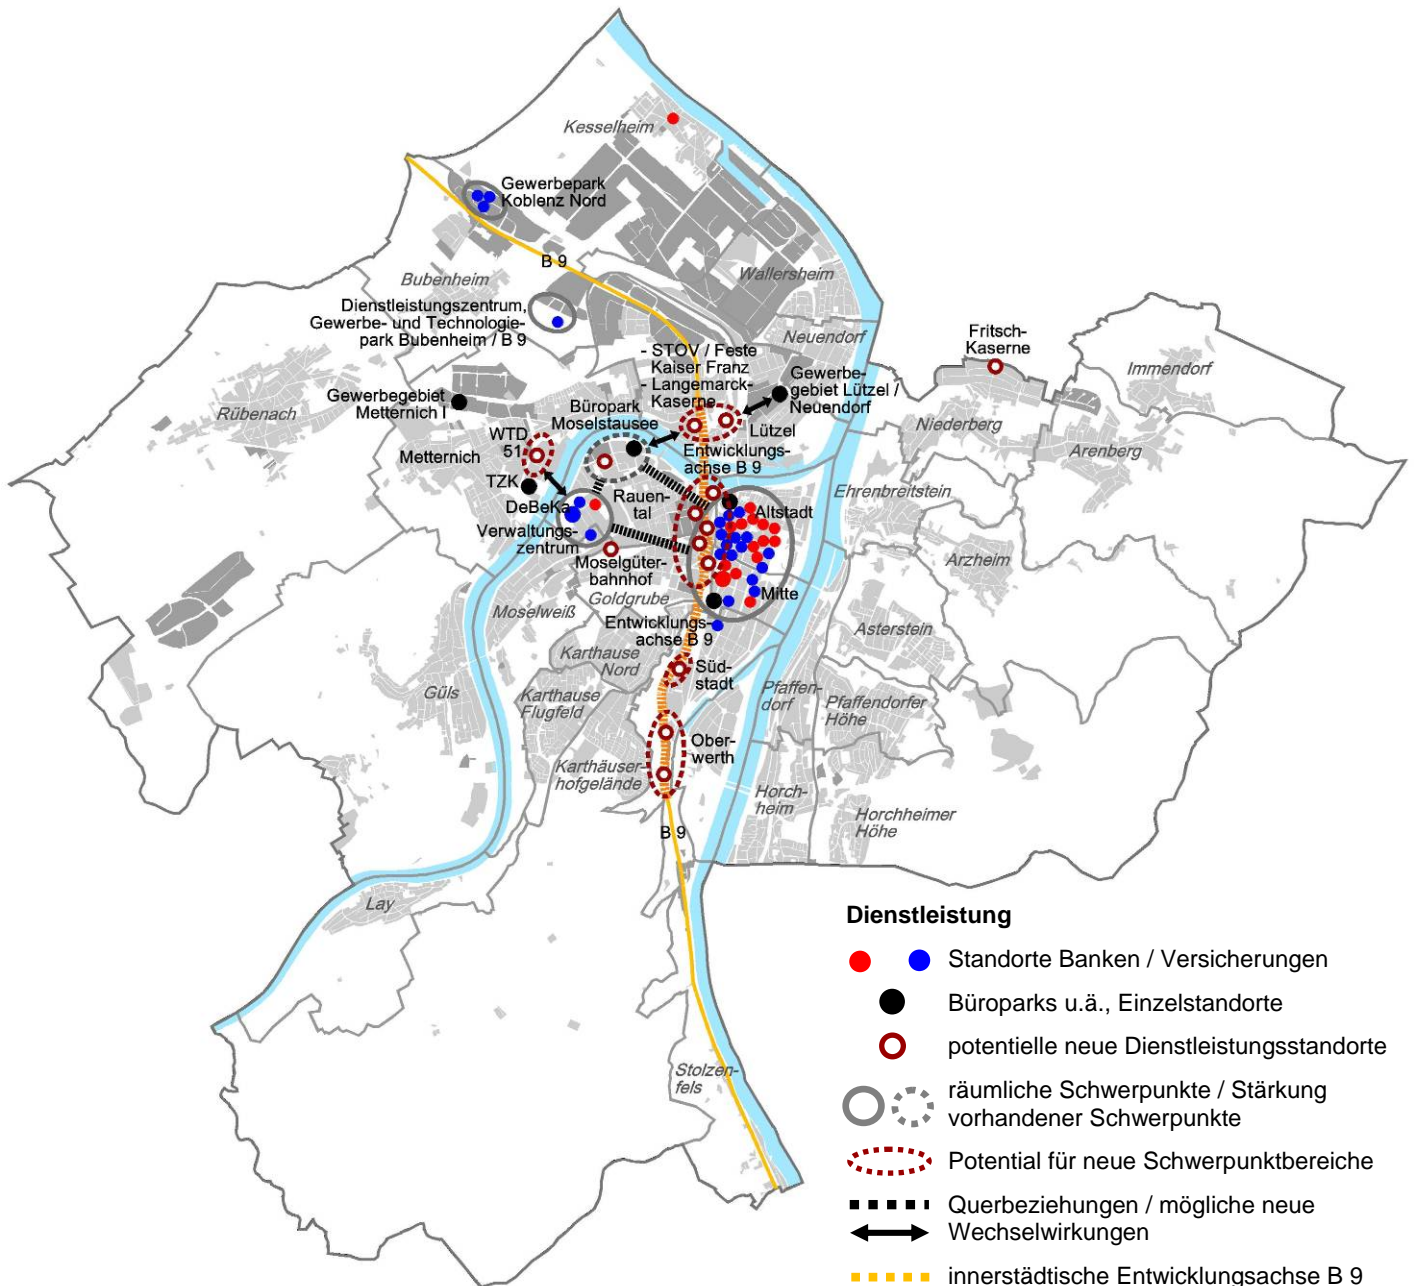 Kesselheim
Gewerbepark
Koblenz Nord
B 9
Bubenheim
Wallersheim
Dienstleistungszentrum,
Gewerbe- und Technologie-
park Bubenheim / B 9
Neuendorf
Fritsch-
Kaserne
- STOV / Feste
Kaiser Franz
- Langemarck-
Kaserne
Gewerbe-
gebiet Lützel /
Neuendorf
Immendorf
Gewerbegebiet
Metternich I
Rübenach
Büropark
Moselstausee
Lützel
Niederberg
Arenberg
WTD
51
Metternich
Entwicklungs-
achse B 9
TZK
Rauen-
tal
Ehrenbreitstein
DeBeKa
Altstadt
Verwaltungs-
zentrum
Moselgüter-
bahnhof
Arzheim
Goldgrube
Mitte
Moselweiß
Entwicklungs-
achse B 9
Asterstein
Karthause
Nord
Süd-
stadt
Güls
Karthause
Flugfeld
Pfaffen-
dorf
Pfaffendorfer
Höhe
Ober-
werth
Karthäuser-
hofgelände
Horch-
heim
Horchheimer
Höhe
B 9
Lay
Stolzen-
fels
Dienstleistung
Standorte Banken / Versicherungen
Büroparks u.ä., Einzelstandorte
potentielle neue Dienstleistungsstandorte
räumliche Schwerpunkte / Stärkung
vorhandener Schwerpunkte
Potential für neue Schwerpunktbereiche
Querbeziehungen / mögliche neue
Wechselwirkungen
innerstädtische Entwicklungsachse B 9